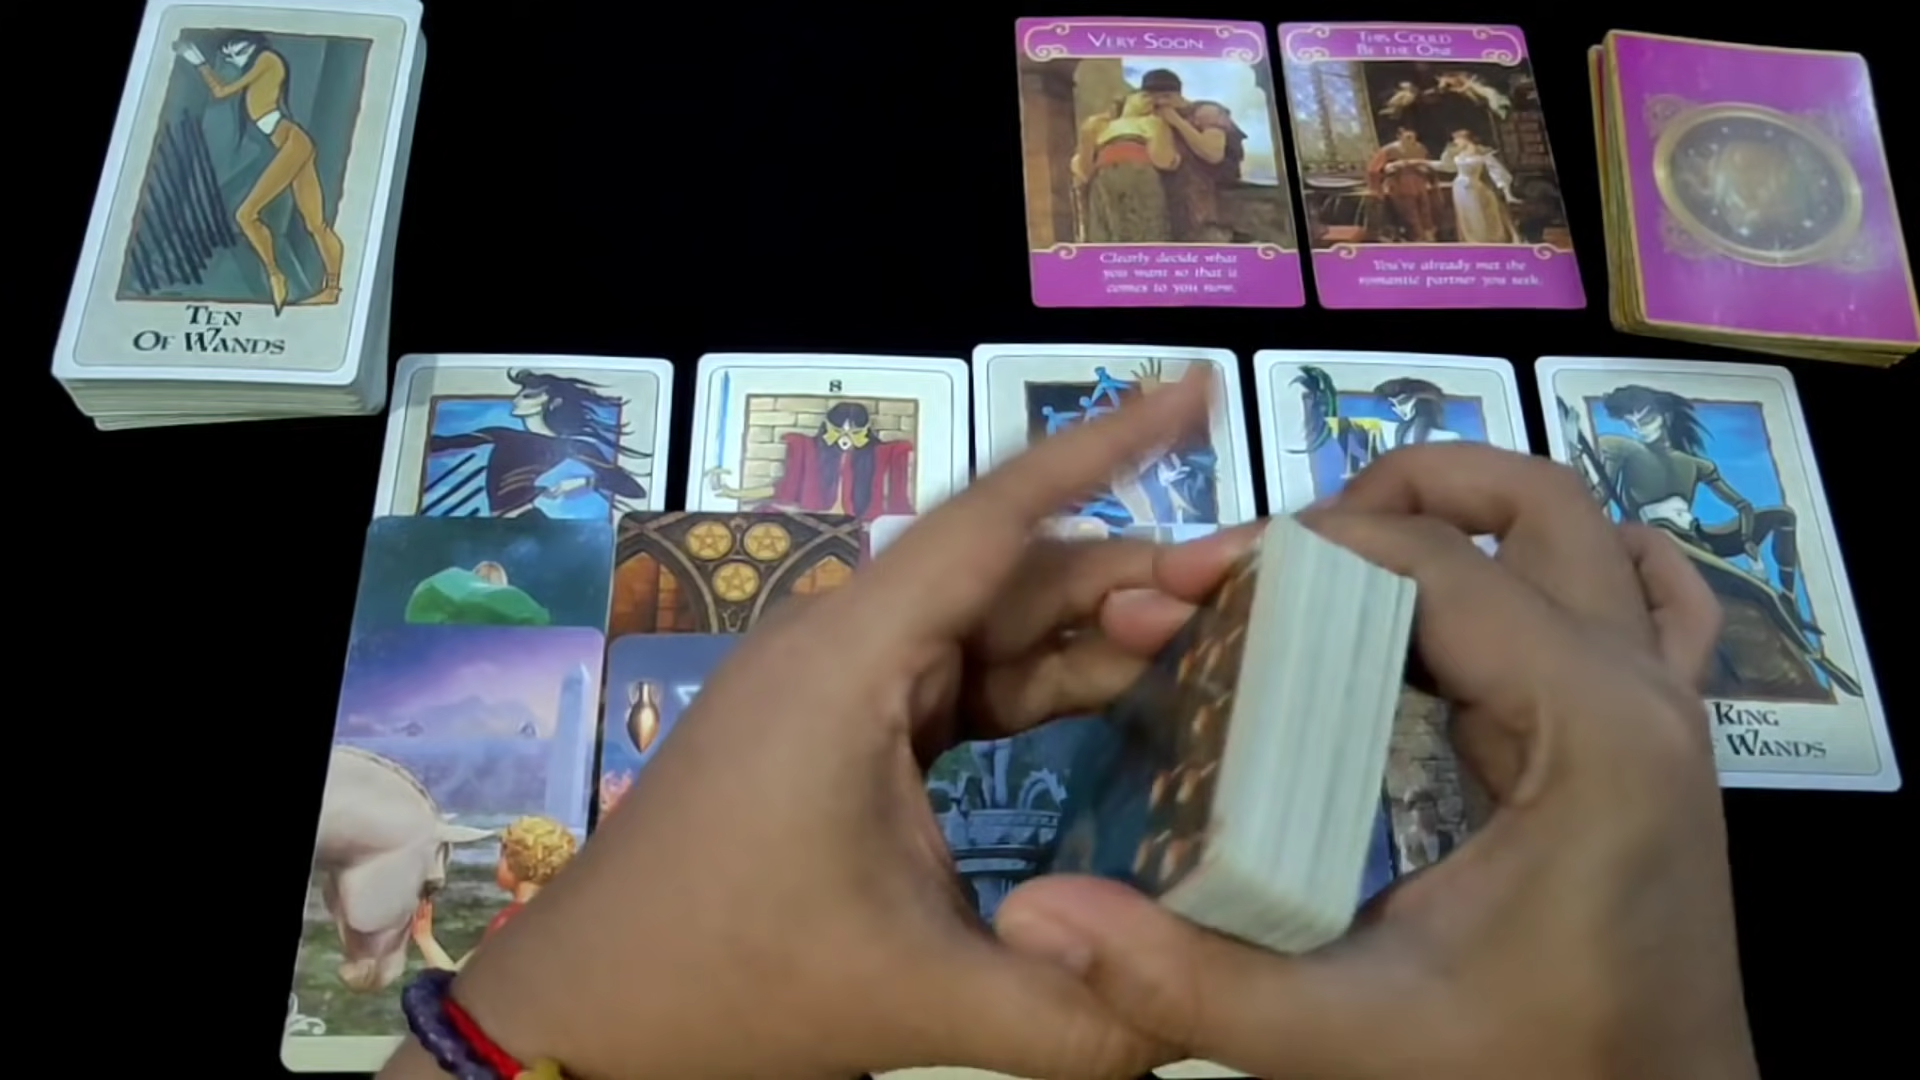 TEN
OF WANDS
VERY SOON
Clearly decide what
you want so that it
comes to you now.
THIS COULD
BE THE ONE
You've already met the
romantic partner you seek.
8
KING
WANDS